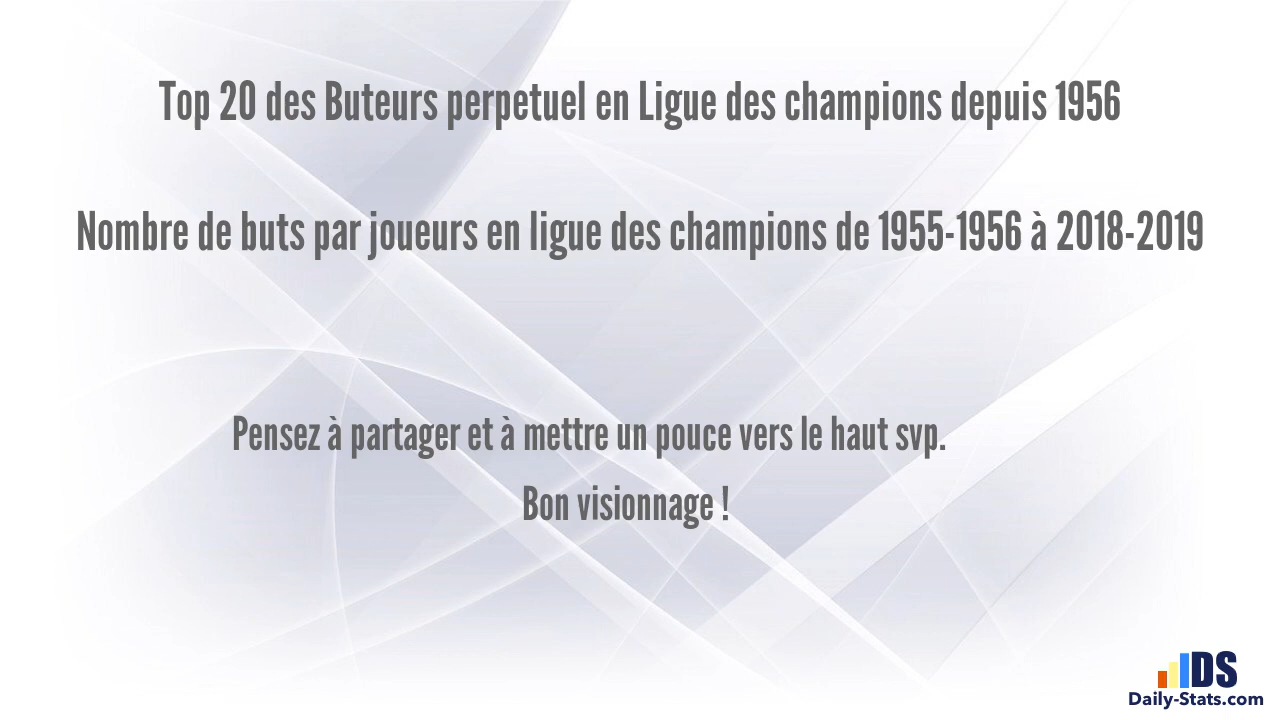 Top 20 des Buteurs perpetuel en Ligue des champions depuis 1956
Nombre de buts par joueurs en ligue des champions de 1955-1956 à 2018-2019
Pensez à partager et à mettre un pouce vers le haut svp.
Bon visionnage !
DS
Daily-Stats.com